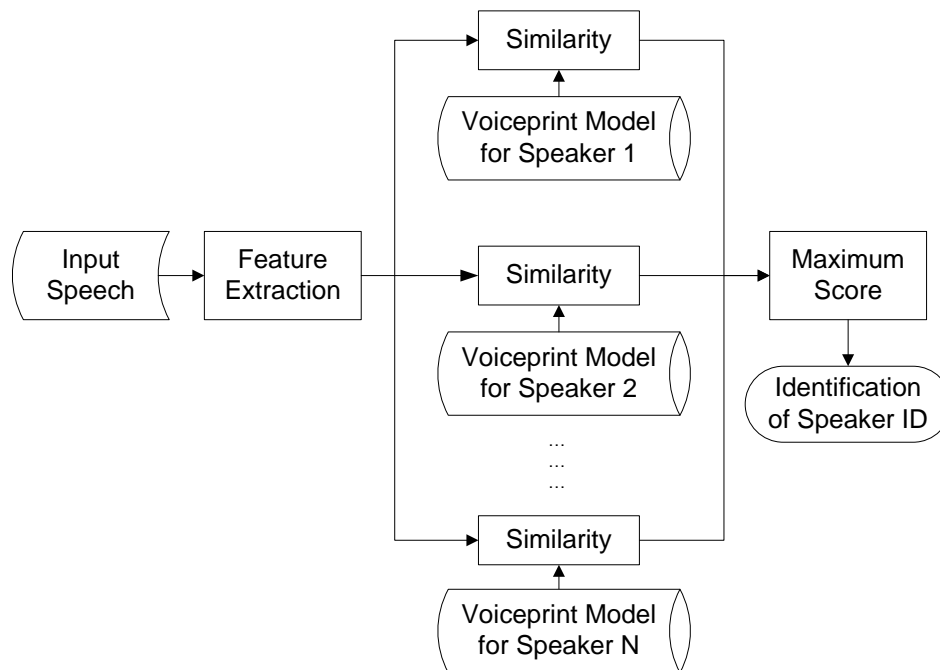 Similarity
Voiceprint Model
for Speaker 1
Input
Speech
Feature
Extraction
Similarity
Maximum
Score
Voiceprint Model
for Speaker 2
Identification
of Speaker ID
...
...
...
Similarity
Voiceprint Model
for Speaker N